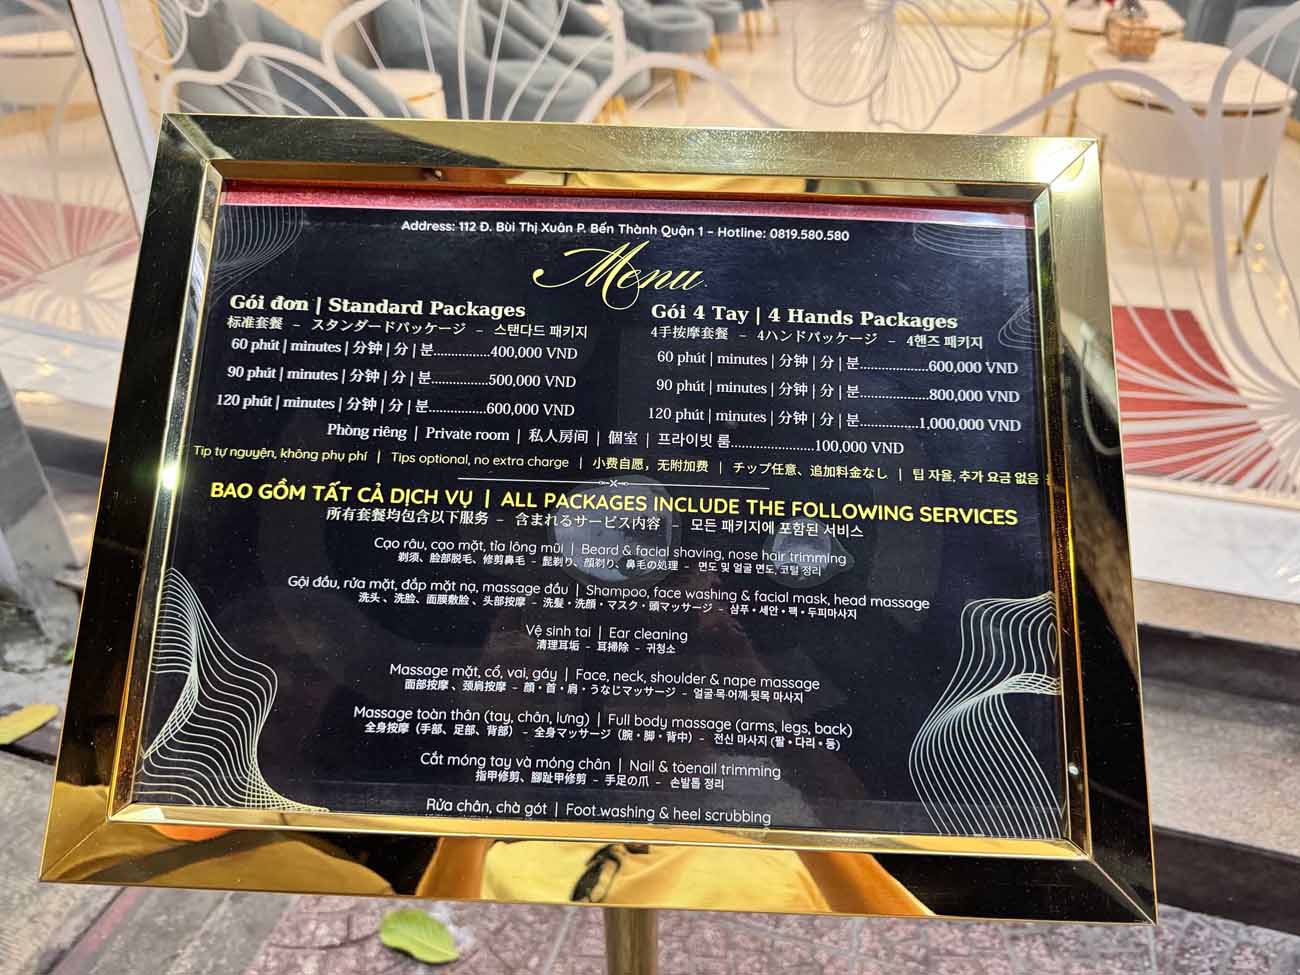 Address: 112 Đ. Bùi Thị Xuân P. Bến Thành Quận 1 - Hotline: 0819.580.580
Menu
Gói đơn | Standard Packages
标准套餐 - スタンダードパッケージ - 스탠다드 패키지
60 phút | minutes | 分钟 | 分 | 분................400,000 VND
90 phút | minutes | 分钟 | 分 | 분................500,000 VND
120 phút | minutes | 分钟 | 分 | 분................600,000 VND
Gói 4 Tay | 4 Hands Packages
4手按摩套餐 - 4ハンドパッケージ - 4핸즈 패키지
60 phút | minutes | 分钟 | 分 | 분...................600,000 VND
90 phút | minutes | 分钟 | 分 | 분...................800,000 VND
120 phút | minutes | 分钟 | 分 | 분................1,000,000 VND
Phòng riêng | Private room | 私人房间 | 個室 | 프라이빗 룸.......................100,000 VND
Tip tự nguyện, không phụ phí | Tips optional, no extra charge | 小费自愿，无附加费 | チップ任意、追加料金なし | 팁 자율, 추가 요금 없음
BAO GỒM TẤT CẢ DỊCH VỤ | ALL PACKAGES INCLUDE THE FOLLOWING SERVICES
所有套餐均包含以下服务 - 含まれるサービス内容 - 모든 패키지에 포함된 서비스
Cạo râu, cạo mặt, tỉa lông mũi | Beard & facial shaving, nose hair trimming
剃须、脸部脱毛、修剪鼻毛 - 髭剃り、顔剃り、鼻毛の処理 - 면도 및 얼굴 면도, 코털 정리
Gội đầu, rửa mặt, đắp mặt nạ, massage đầu | Shampoo, face washing & facial mask, head massage
洗头、洗脸、面膜敷脸、头部按摩 - 洗髪・洗顔・マスク・頭マッサージ - 샴푸・세안・팩・두피마사지
Vệ sinh tai | Ear cleaning
清理耳垢 - 耳掃除 - 귀청소
Massage mặt, cổ, vai, gáy | Face, neck, shoulder & nape massage
面部按摩、颈肩按摩 - 顔・首・肩・うなじマッサージ - 얼굴·목·어깨·뒷목 마사지
Massage toàn thân (tay, chân, lưng) | Full body massage (arms, legs, back)
全身按摩（手部、足部、背部） - 全身マッサージ（腕・脚・背中） - 전신 마사지 (팔・다리・등)
Cắt móng tay và móng chân | Nail & toenail trimming
指甲修剪、腳趾甲修剪 - 手足の爪 - 손발톱 정리
Rửa chân, chà gót | Foot washing & heel scrubbing